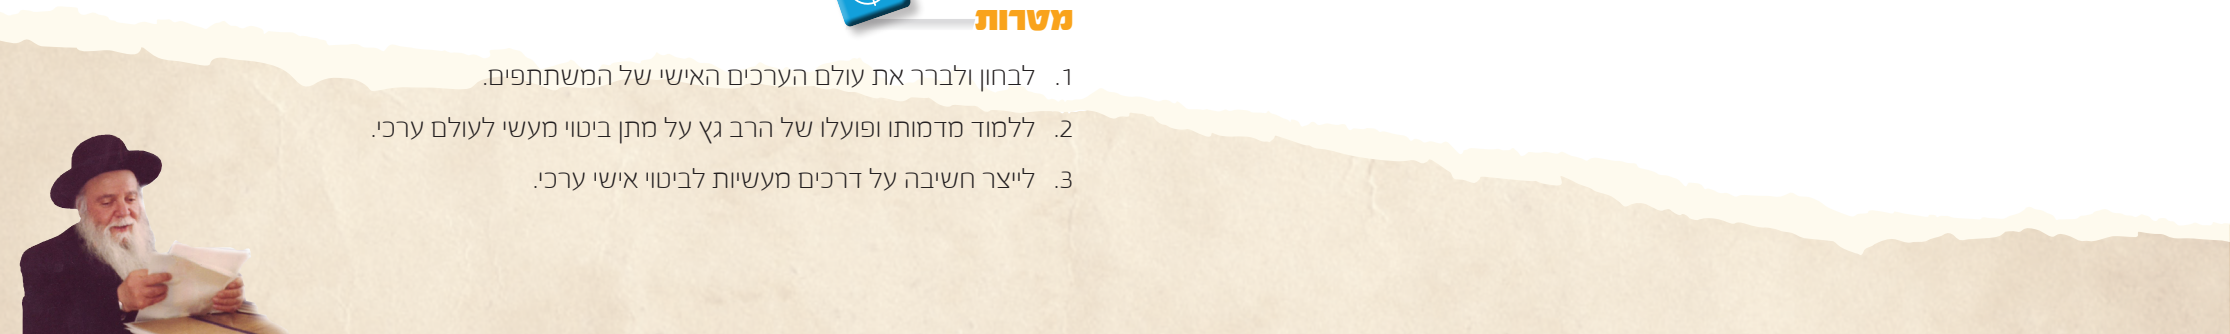 מטרות
1. לבחון ולברר את עולם הערכים האישי של המשתתפים.
2. ללמוד מדמותו ופועלו של הרב גץ על מתן ביטוי מעשי לעולם ערכי.
3. לייצר חשיבה על דרכים מעשיות לביטוי אישי ערכי.